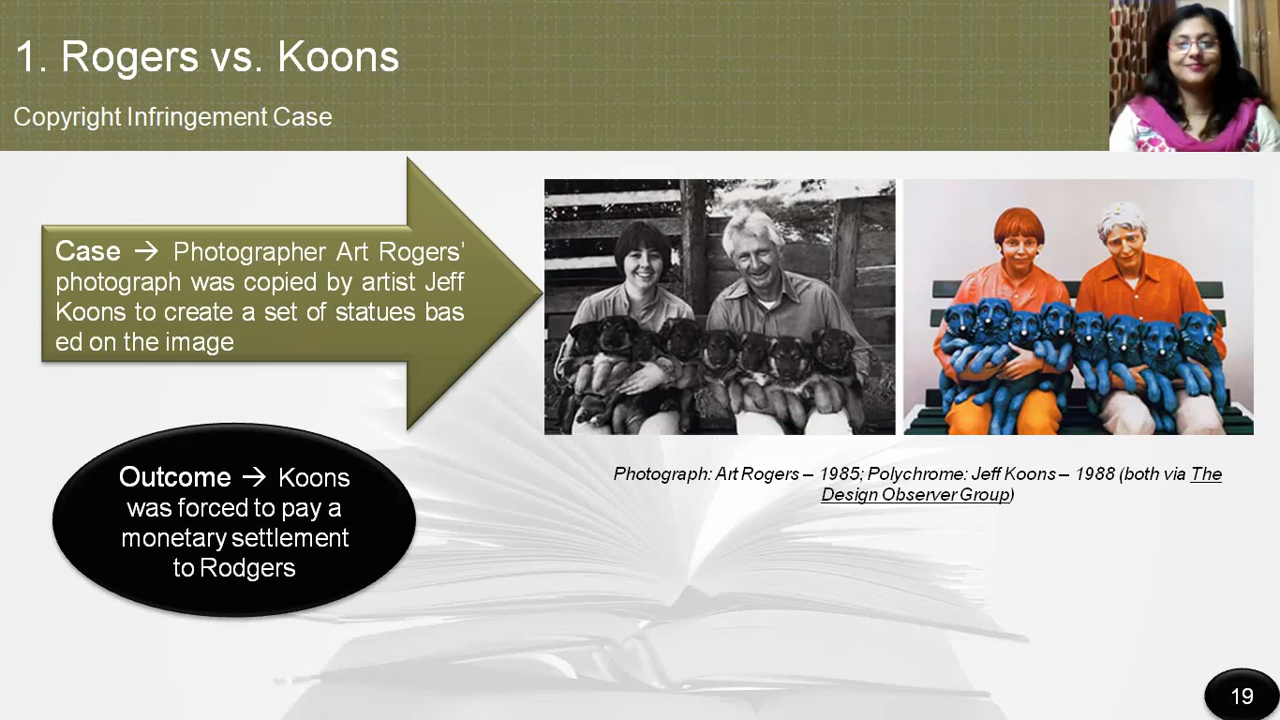 1. Rogers vs. Koons
Copyright Infringement Case
Case → Photographer Art Rogers’
photograph was copied by artist Jeff
Koons to create a set of statues bas
ed on the image
Outcome → Koons
was forced to pay a
monetary settlement
to Rodgers
Photograph: Art Rogers – 1985; Polychrome: Jeff Koons – 1988 (both via The
Design Observer Group)
19